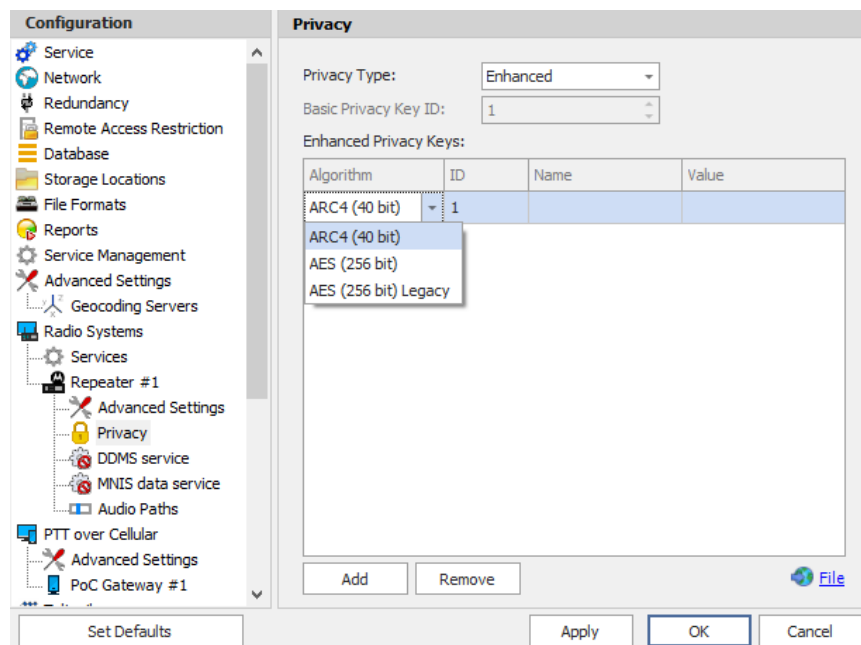 Configuration
Service
Network
Redundancy
Remote Access Restriction
Database
Storage Locations
File Formats
Reports
Service Management
Advanced Settings
Geocoding Servers
Radio Systems
Services
Repeater #1
Advanced Settings
Privacy
DDMS service
MNIS data service
Audio Paths
PTT over Cellular
Advanced Settings
PoC Gateway #1
Set Defaults
Privacy
Privacy Type: Enhanced
Basic Privacy Key ID: 1
Enhanced Privacy Keys:
Algorithm ID Name Value
ARC4 (40 bit) 1
ARC4 (40 bit)
AES (256 bit)
AES (256 bit) Legacy
Add Remove File
Apply OK Cancel